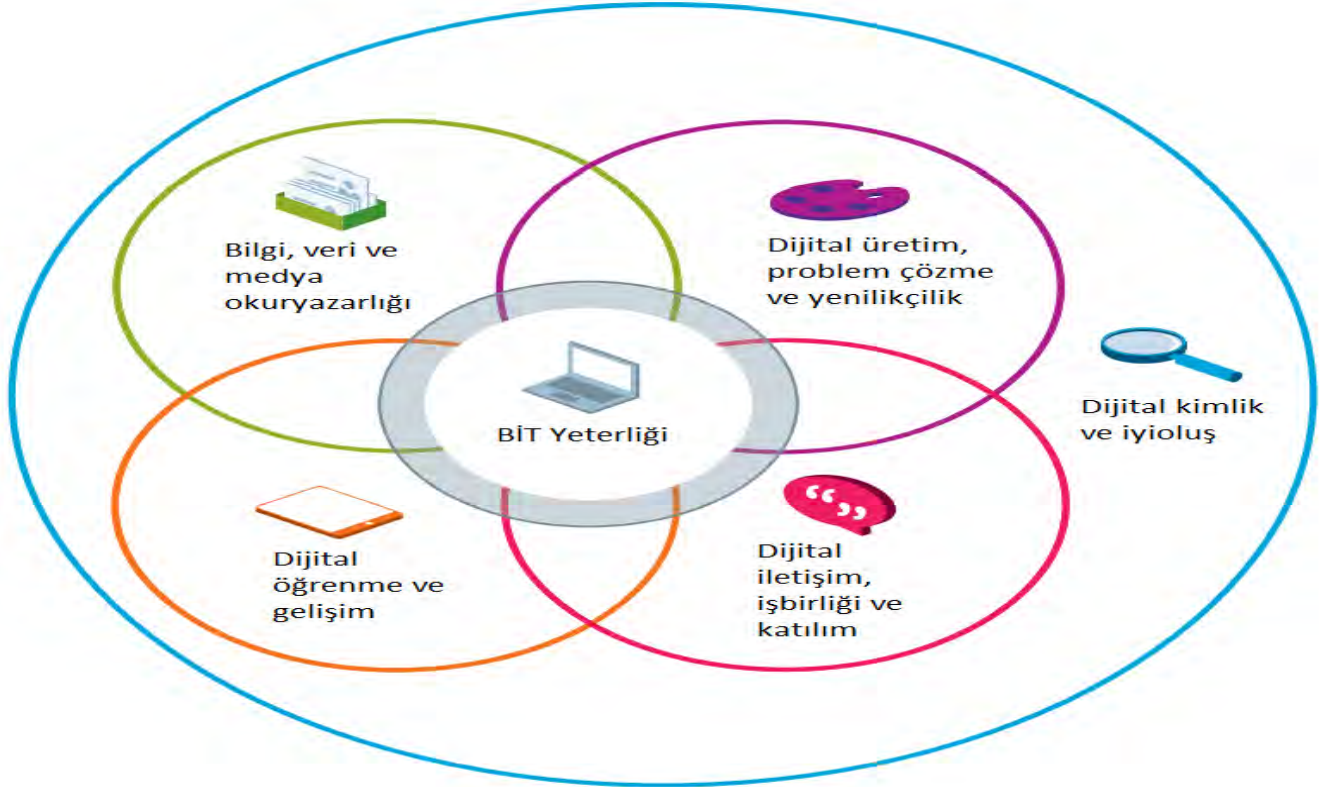 Bilgi, veri ve
medya
okuryazarlığı
Dijital üretim,
problem çözme
ve yenilikçilik
BİT Yeterliği
Dijital kimlik
ve iyioluş
Dijital
öğrenme ve
gelişim
Dijital
iletişim,
işbirliği ve
katılım